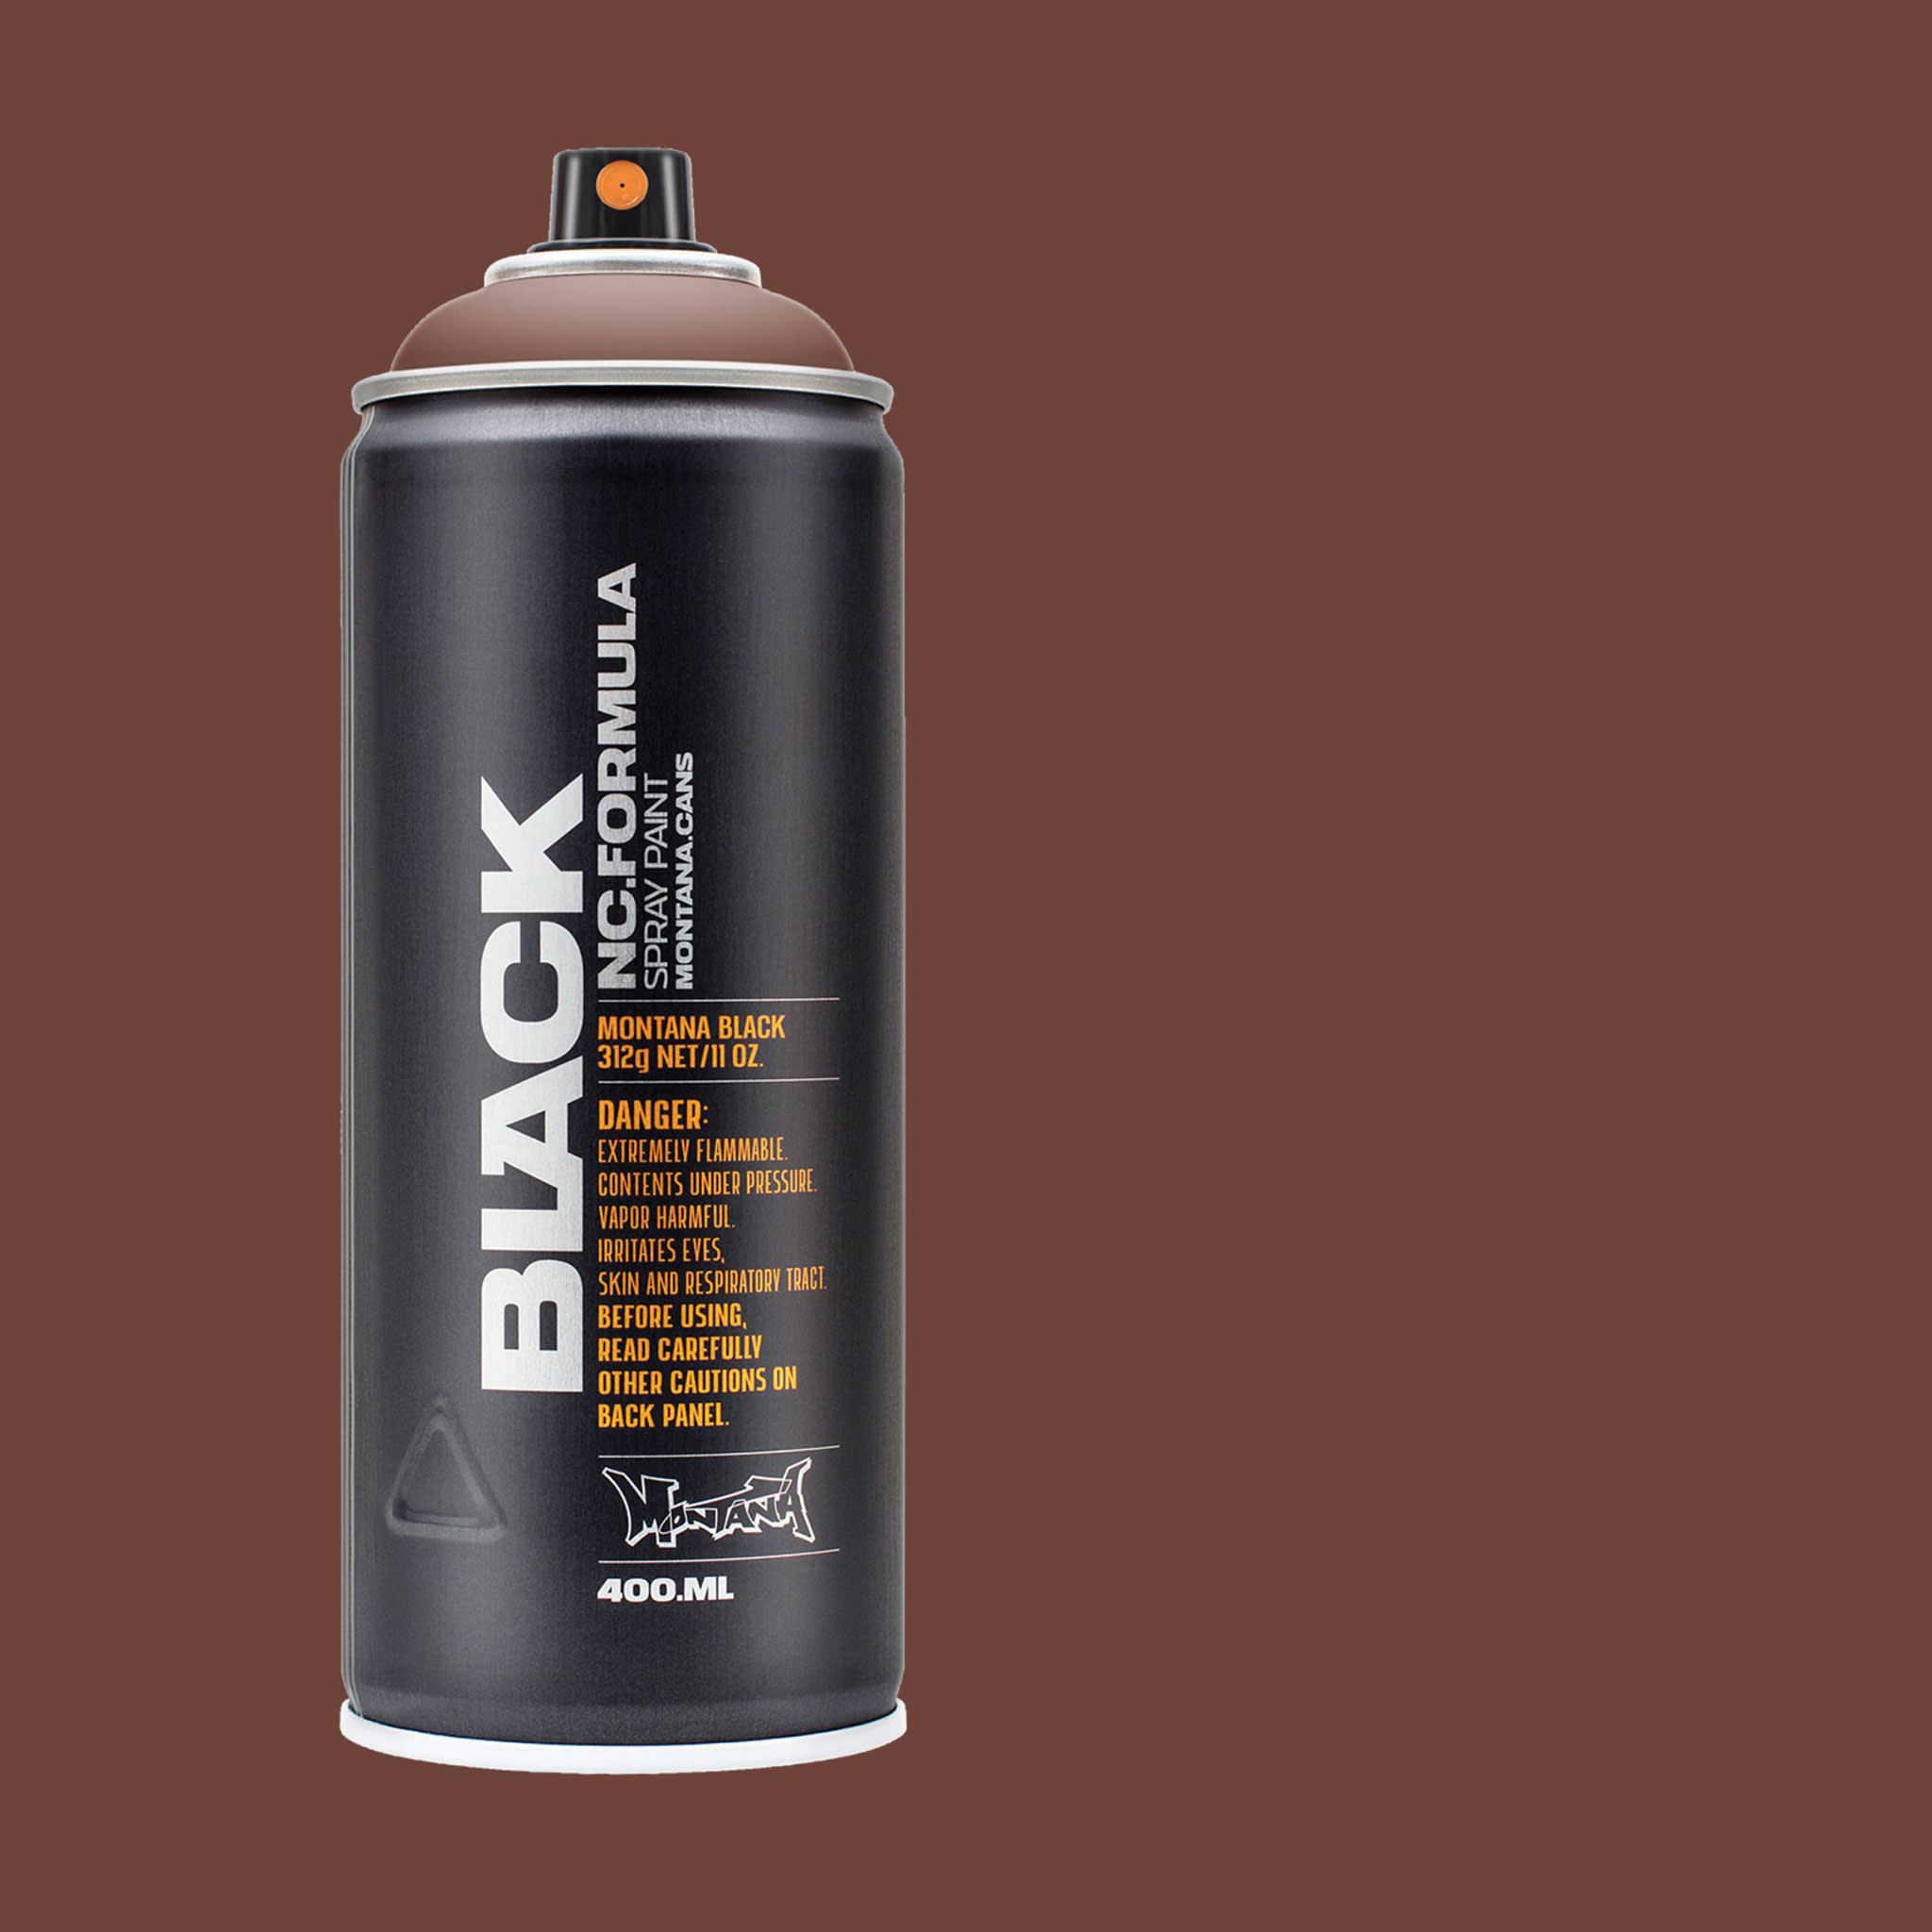 BLACK
NC.FORMULA
SPRAY PAINT
MONTANA.CANS
MONTANA BLACK
312g NET/11 OZ.
DANGER:
EXTREMELY FLAMMABLE.
CONTENTS UNDER PRESSURE.
VAPOR HARMFUL.
IRRITATES EYES,
SKIN AND RESPIRATORY TRACT.
BEFORE USING,
READ CAREFULLY
OTHER CAUTIONS ON
BACK PANEL.
MONTANA
400.ML